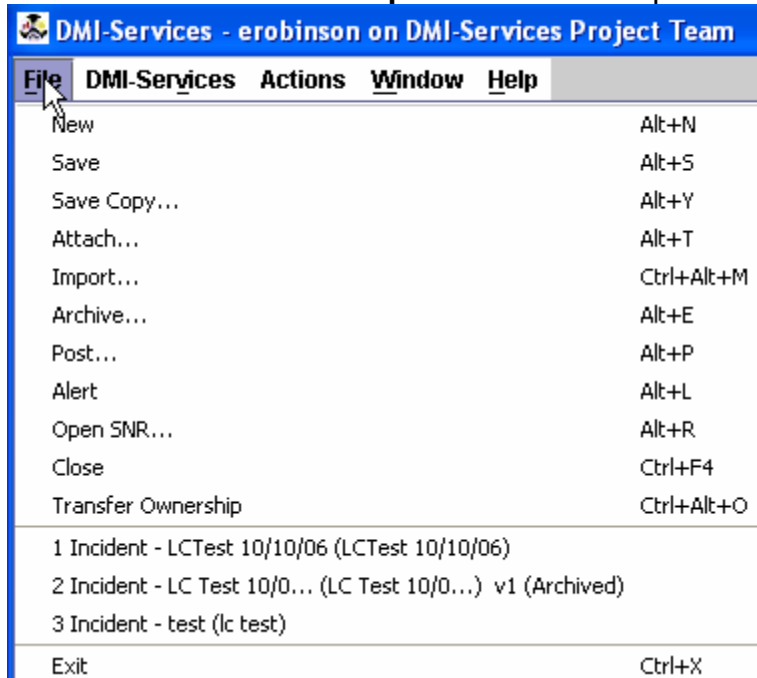 DMI-Services - erobinson on DMI-Services Project Team
File DMI-Services Actions Window Help
New Alt+N
Save Alt+S
Save Copy... Alt+Y
Attach... Alt+T
Import... Ctrl+Alt+M
Archive... Alt+E
Post... Alt+P
Alert Alt+L
Open SNR... Alt+R
Close Ctrl+F4
Transfer Ownership Ctrl+Alt+O
1 Incident - LCTest 10/10/06 (LCTest 10/10/06)
2 Incident - LC Test 10/0... (LC Test 10/0...) v1 (Archived)
3 Incident - test (lc test)
Exit Ctrl+X